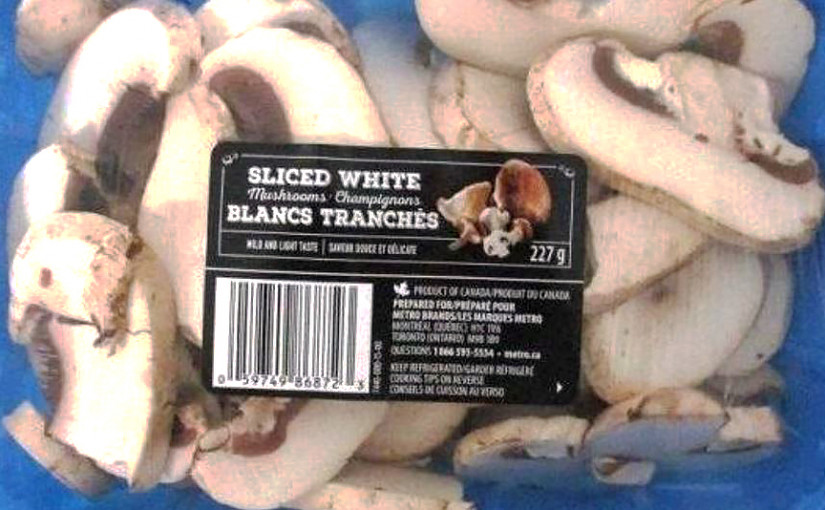 SLICED WHITE
Mushrooms · Champignons
BLANCS TRANCHÉS
MILD AND LIGHT TASTE | SAVEUR DOUCE ET DÉLICATE
227 g
PRODUCT OF CANADA/PRODUIT DU CANADA
PREPARED FOR/PRÉPARÉ POUR
METRO BRANDS/LES MARQUES METRO
MONTRÉAL (QUÉBEC) H1C 1V6
TORONTO (ONTARIO) M9B 1B9
QUESTIONS 1 866 595-5554 • metro.ca
KEEP REFRIGERATED/GARDER RÉFRIGÉRÉ
COOKING TIPS ON REVERSE
CONSEILS DE CUISSON AU VERSO
0 59749 86872 3